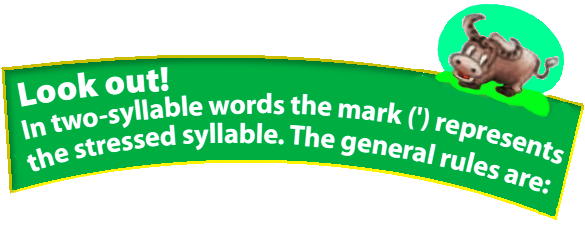 Look out!
In two-syllable words the mark (') represents
the stressed syllable. The general rules are: